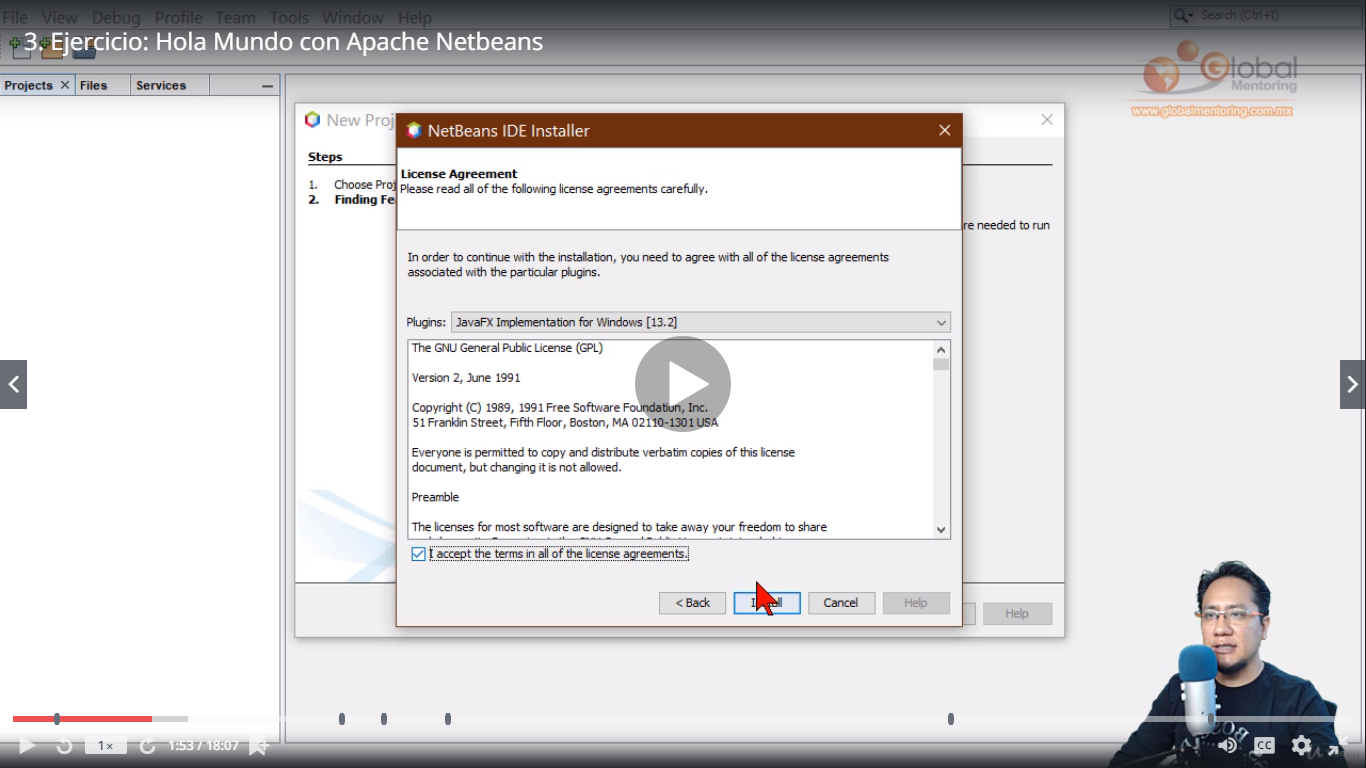 File View Debug Profile Team Tools Window Help
Search (Ctrl+I)
3. Ejercicio: Hola Mundo con Apache Netbeans
Global
Mentoring
www.globalmentoring.com.mx
Projects Files Services
New Proj
NetBeans IDE Installer
Steps
1. Choose Proj
2. Finding Fe
re needed to run
License Agreement
Please read all of the following license agreements carefully.
In order to continue with the installation, you need to agree with all of the license agreements
associated with the particular plugins.
Plugins: JavaFX Implementation for Windows [13.2]
The GNU General Public License (GPL)
Version 2, June 1991
Copyright (C) 1989, 1991 Free Software Foundation, Inc.
51 Franklin Street, Fifth Floor, Boston, MA 02110-1301 USA
Everyone is permitted to copy and distribute verbatim copies of this license
document, but changing it is not allowed.
Preamble
The licenses for most software are designed to take away your freedom to share
I accept the terms in all of the license agreements.
< Back Install Cancel Help
Help
1x 1:53 / 18:07
CC